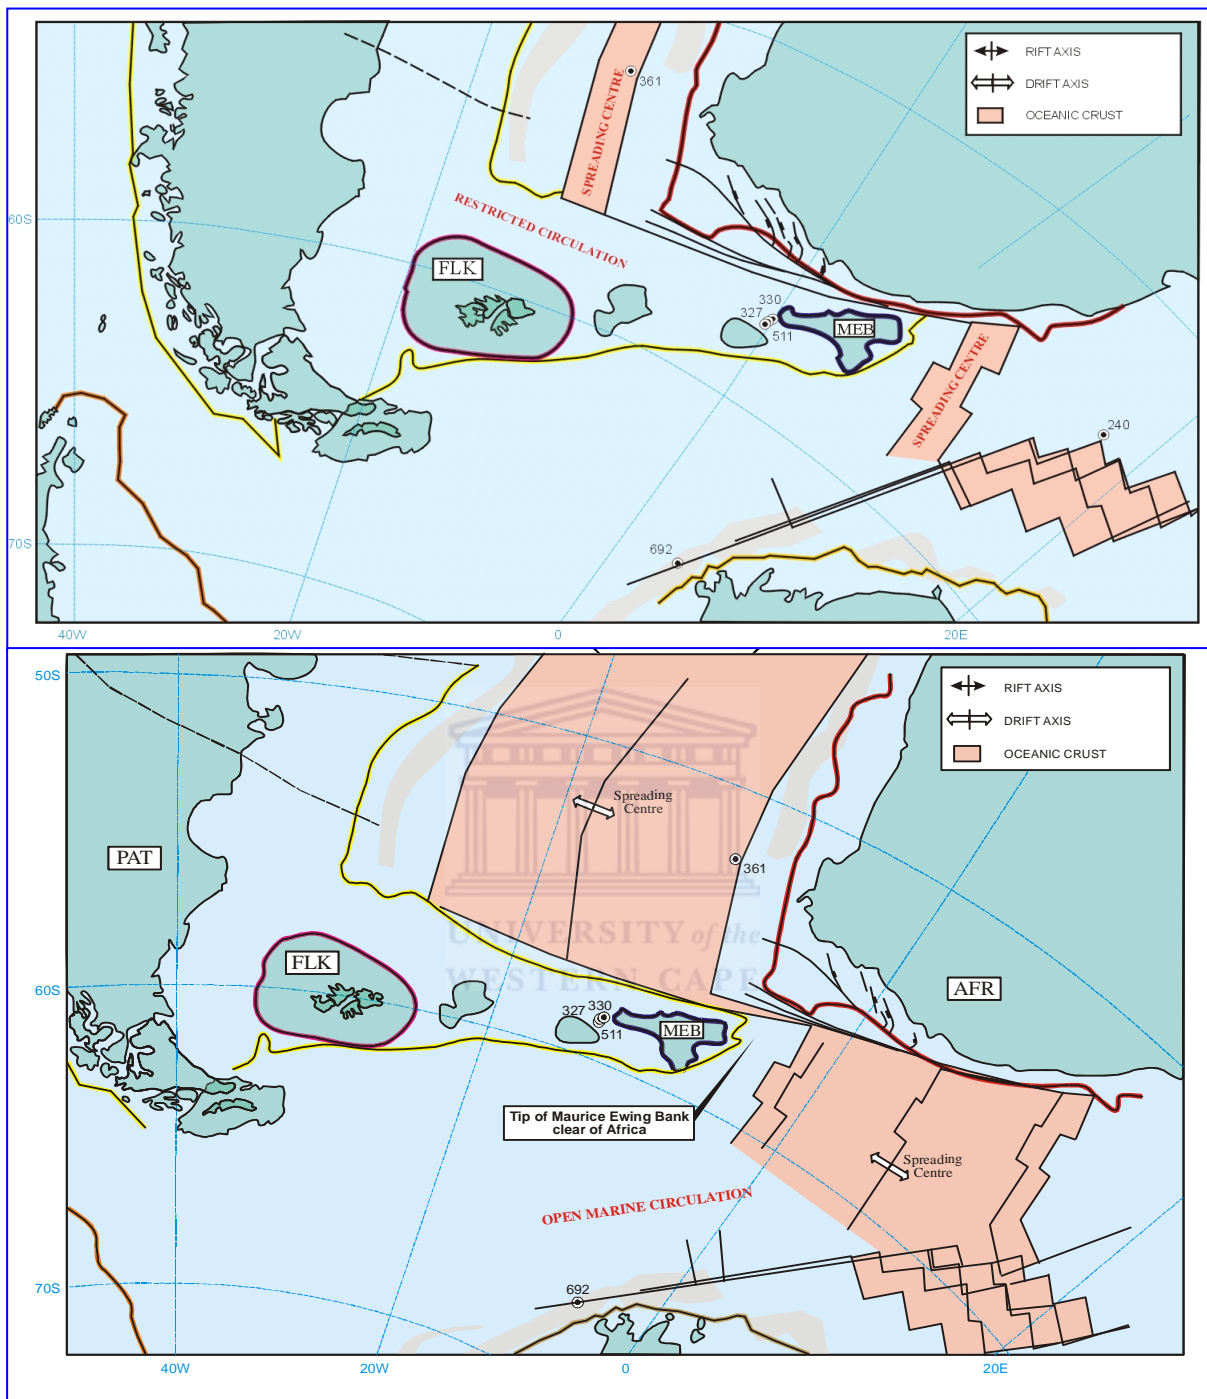 361
RIFT AXIS
DRIFT AXIS
OCEANIC CRUST
SPREADING CENTRE
60S
RESTRICTED CIRCULATION
FLK
330
327
511
MEB
SPREADING CENTRE
240
692
70S
40W
20W
0
20E
50S
RIFT AXIS
DRIFT AXIS
OCEANIC CRUST
Spreading
Centre
PAT
361
UNIVERSITY of the
WESTERN CAPE
FLK
AFR
60S
327
330
511
MEB
Tip of Maurice Ewing Bank
clear of Africa
Spreading
Centre
OPEN MARINE CIRCULATION
692
70S
40W
20W
0
20E